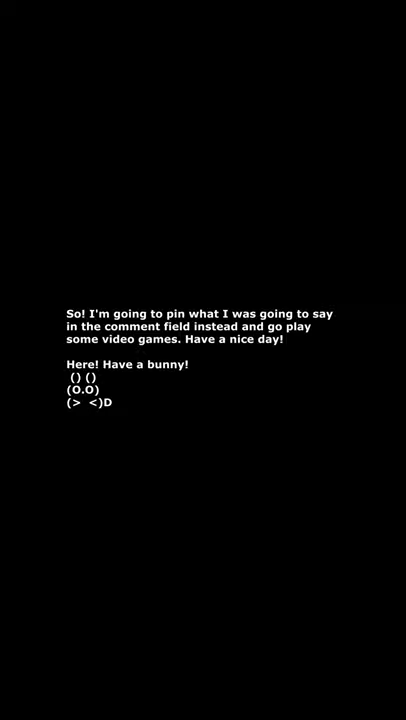 So! I'm going to pin what I was going to say
in the comment field instead and go play
some video games. Have a nice day!
Here! Have a bunny!
() ()
(O.O)
(>  <)D